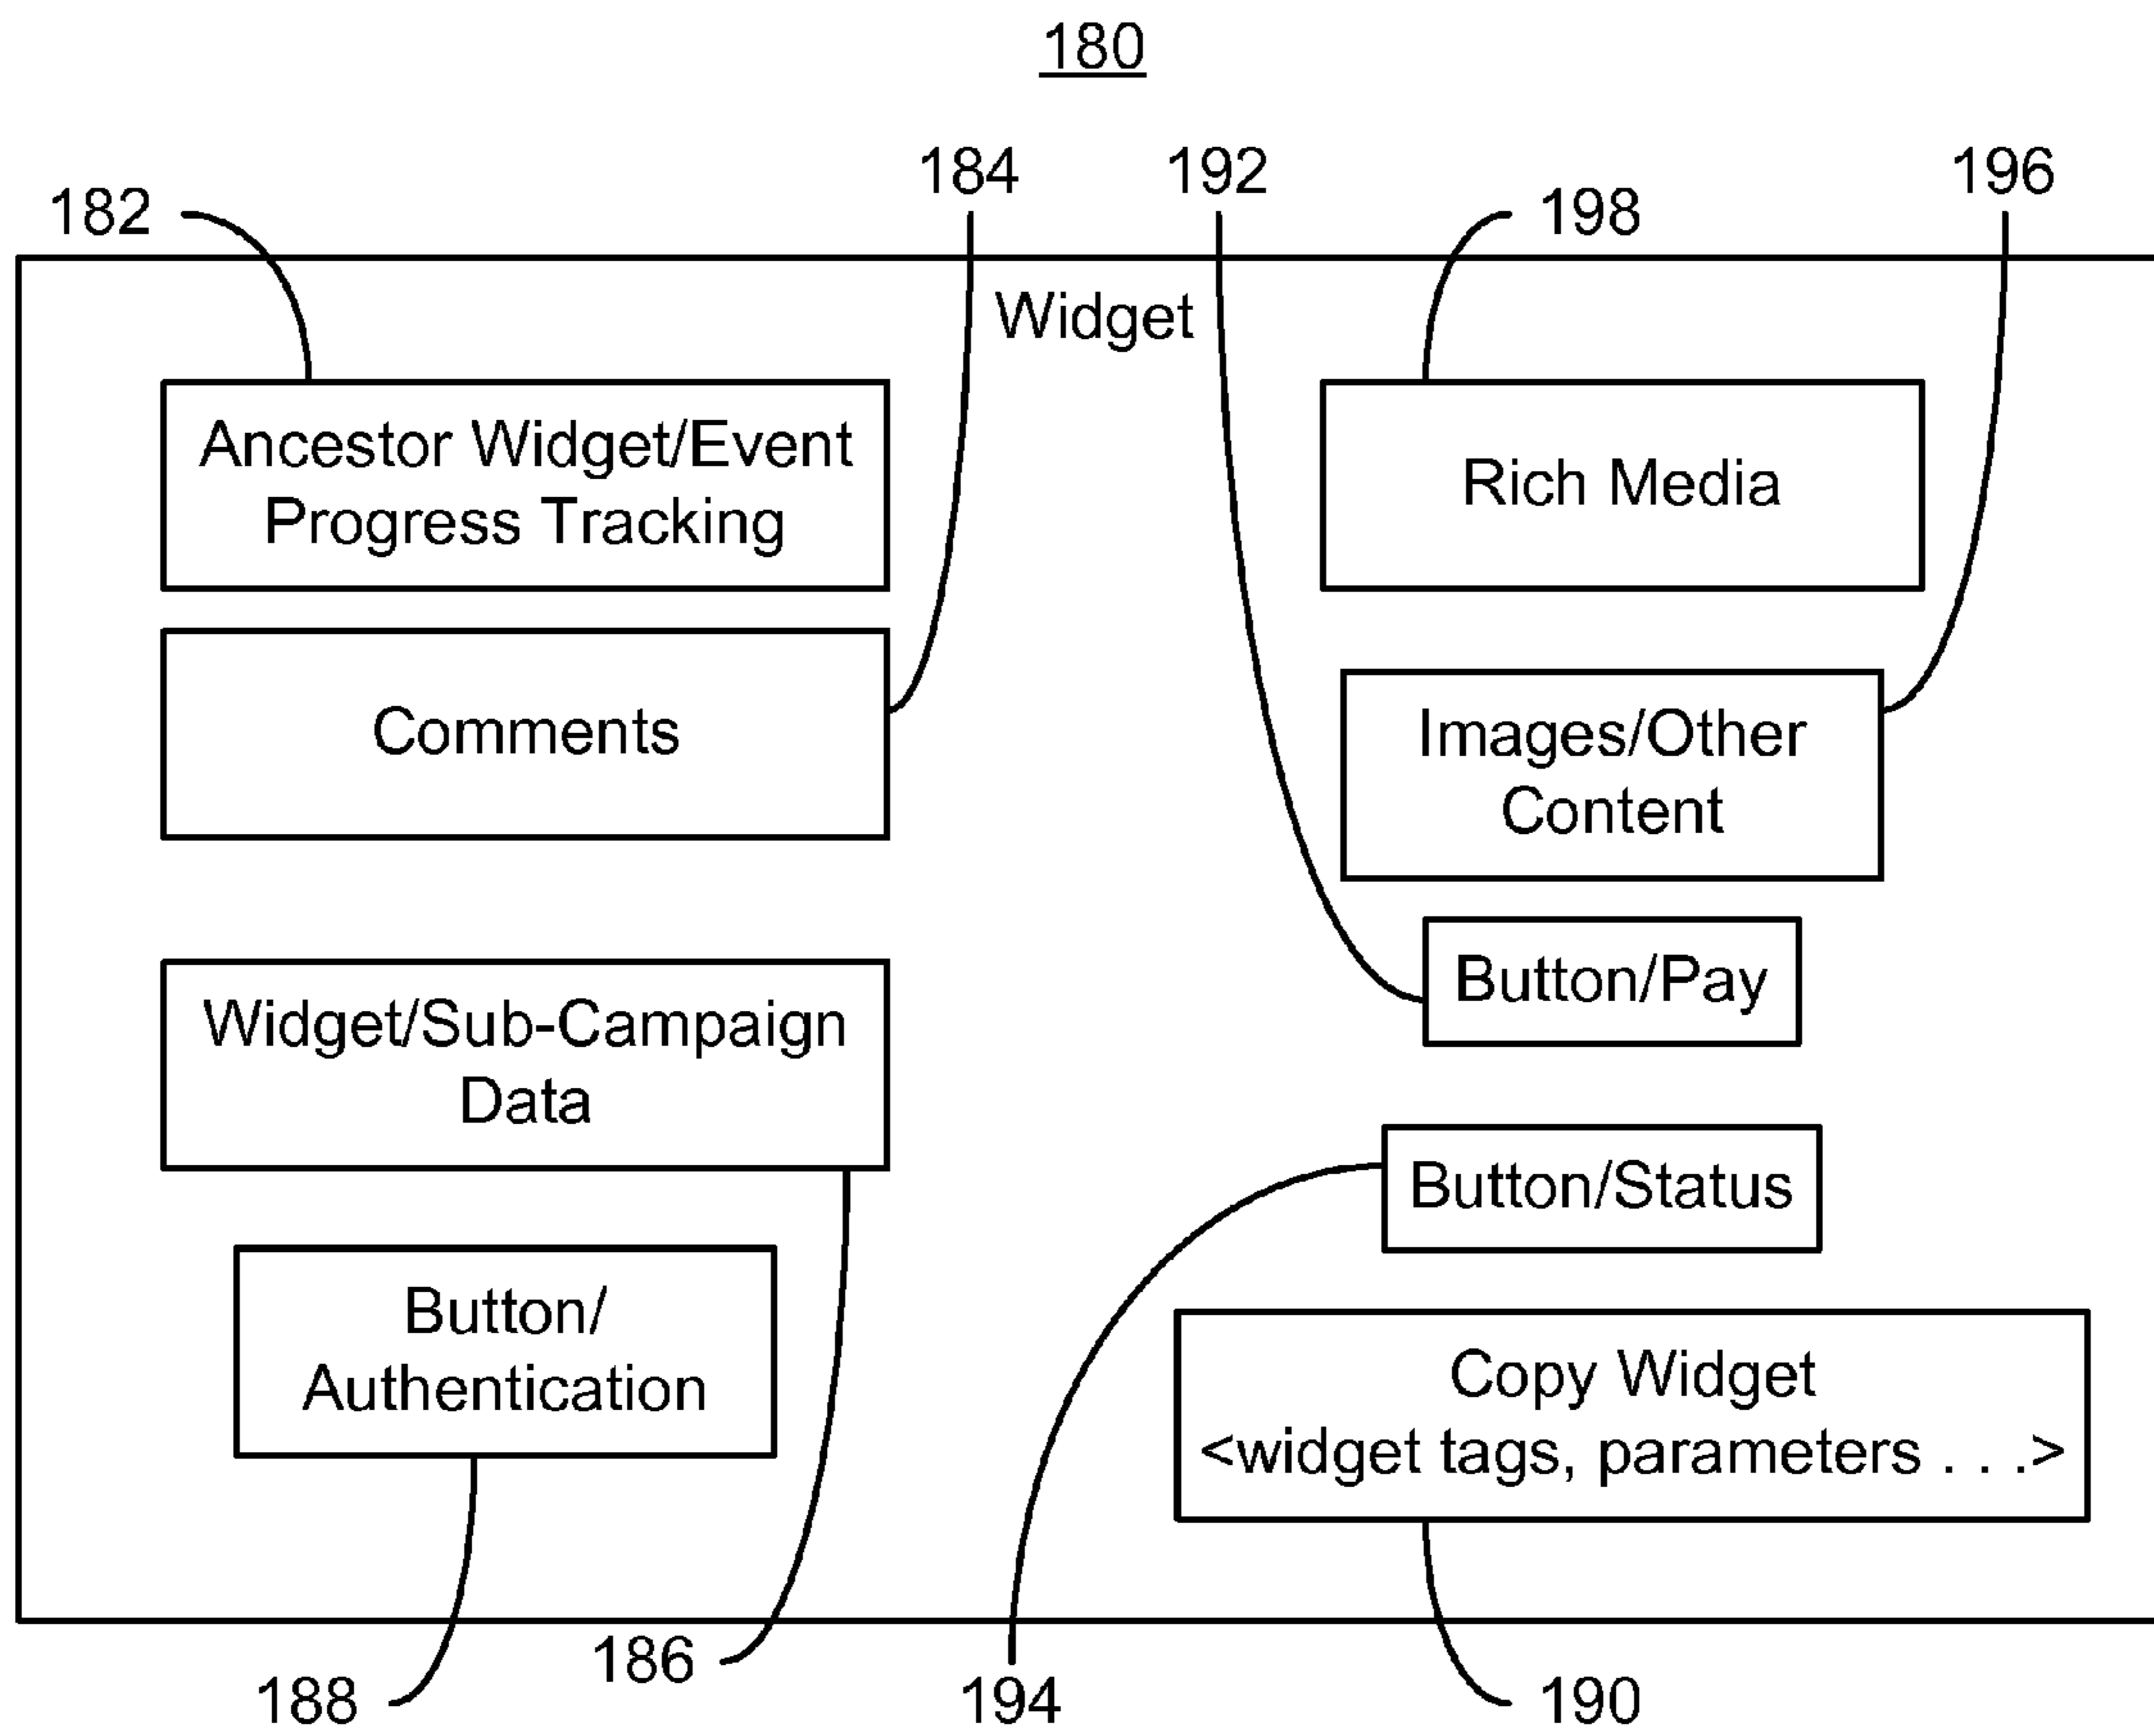 180
184
192
196
182
198
Widget
Ancestor Widget/Event
Progress Tracking
Rich Media
Comments
Images/Other
Content
Button/Pay
Widget/Sub-Campaign
Data
Button/Status
Button/
Authentication
Copy Widget
<widget tags, parameters . . .>
186
188
194
190